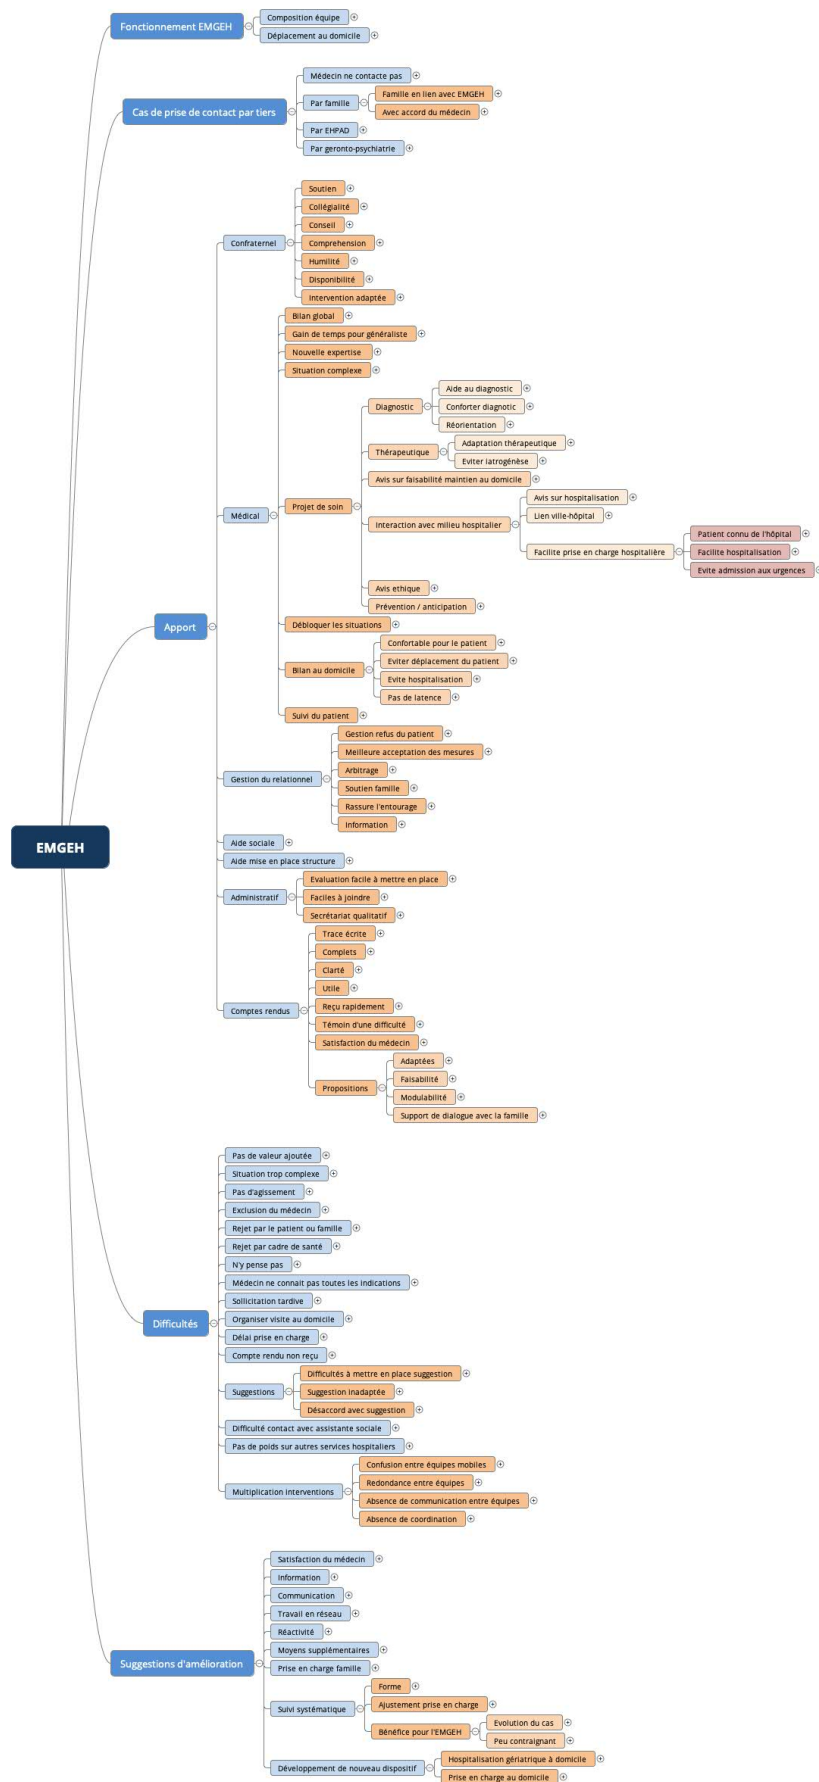 Fonctionnement EMGEH
Composition équipe
Déplacement au domicile
Cas de prise de contact par tiers
Médecin ne contacte pas
Par famille
Famille en lien avec EMGEH
Avec accord du médecin
Par EHPAD
Par geronto-psychiatrie
Apport
Confraternel
Soutien
Collégialité
Conseil
Comprehension
Humilité
Disponibilité
Intervention adaptée
Médical
Bilan global
Gain de temps pour généraliste
Nouvelle expertise
Situation complexe
Projet de soin
Diagnostic
Aide au diagnostic
Conforter diagnotic
Réorientation
Thérapeutique
Adaptation thérapeutique
Eviter iatrogénèse
Avis sur faisabilité maintien au domicile
Interaction avec milieu hospitalier
Avis sur hospitalisation
Lien ville-hôpital
Facilite prise en charge hospitalière
Patient connu de l'hôpital
Facilite hospitalisation
Evite admission aux urgences
Avis ethique
Prévention / anticipation
Débloquer les situations
Bilan au domicile
Confortable pour le patient
Eviter déplacement du patient
Evite hospitalisation
Pas de latence
Suivi du patient
Gestion du relationnel
Gestion refus du patient
Meilleure acceptation des mesures
Arbitrage
Soutien famille
Rassure l'entourage
Information
EMGEH
Aide sociale
Aide mise en place structure
Administratif
Evaluation facile à mettre en place
Faciles à joindre
Secrétariat qualitatif
Comptes rendus
Trace écrite
Complets
Clarté
Utile
Reçu rapidement
Témoin d'une difficulté
Satisfaction du médecin
Propositions
Adaptées
Faisabilité
Modulabilité
Support de dialogue avec la famille
Difficultés
Pas de valeur ajoutée
Situation trop complexe
Pas d'agissement
Exclusion du médecin
Rejet par le patient ou famille
Rejet par cadre de santé
N'y pense pas
Médecin ne connait pas toutes les indications
Sollicitation tardive
Organiser visite au domicile
Délai prise en charge
Compte rendu non reçu
Suggestions
Difficultés à mettre en place suggestion
Suggestion inadaptée
Désaccord avec suggestion
Difficulté contact avec assistante sociale
Pas de poids sur autres services hospitaliers
Multiplication interventions
Confusion entre équipes mobiles
Redondance entre équipes
Absence de communication entre équipes
Absence de coordination
Suggestions d'amélioration
Satisfaction du médecin
Information
Communication
Travail en réseau
Réactivité
Moyens supplémentaires
Prise en charge famille
Suivi systématique
Forme
Ajustement prise en charge
Bénéfice pour l'EMGEH
Evolution du cas
Peu contraignant
Développement de nouveau dispositif
Hospitalisation gériatrique à domicile
Prise en charge au domicile